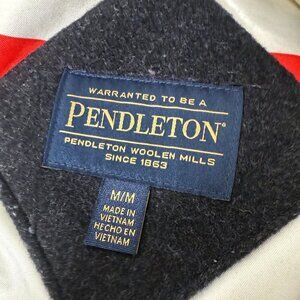 WARRANTED TO BE A
PENDLETON®
PENDLETON WOOLEN MILLS
SINCE 1863
M/M
MADE IN
VIETNAM
HECHO EN
VIETNAM